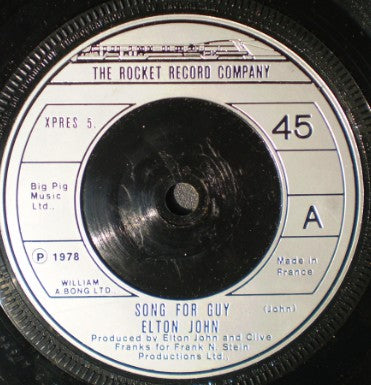 THE ROCKET RECORD COMPANY
XPRES 5.
45
Big Pig
Music
Ltd.,
A
Ⓟ 1978
Made in
France
WILLIAM
A BONG LTD.,
SONG FOR GUY (John)
ELTON JOHN
Produced by Elton John and Clive
Franks for Frank N. Stein
Productions Ltd.,